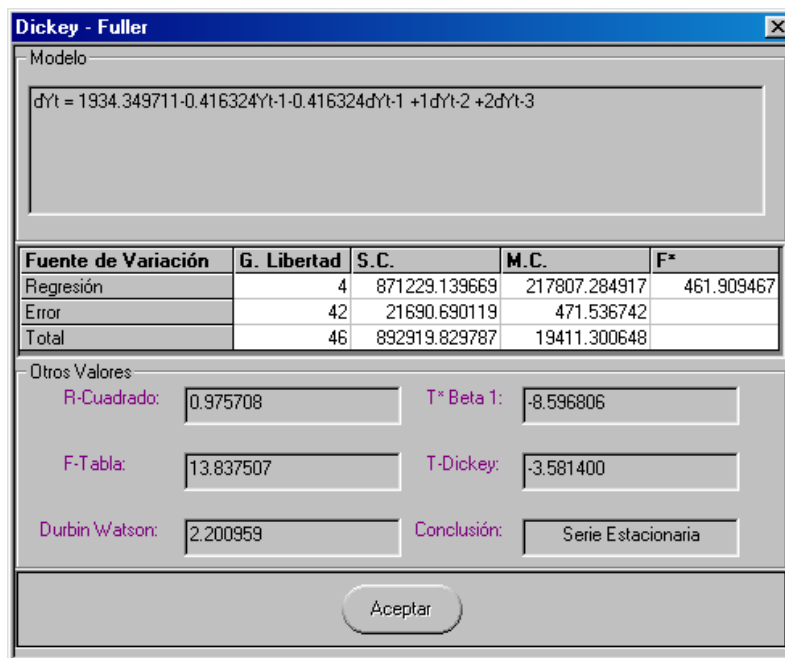 Dickey - Fuller
Modelo
dYt = 1934.349711-0.416324Yt-1-0.416324dYt-1 +1dYt-2 +2dYt-3
Fuente de Variación G. Libertad S.C. M.C. F*
Regresión 4 871229.139669 217807.284917 461.909467
Error 42 21690.690119 471.536742
Total 46 892919.829787 19411.300648
Otros Valores
R-Cuadrado: 0.975708 T* Beta 1: -8.596806
F-Tabla: 13.837507 T-Dickey: -3.581400
Durbin Watson: 2.200959 Conclusión: Serie Estacionaria
Aceptar